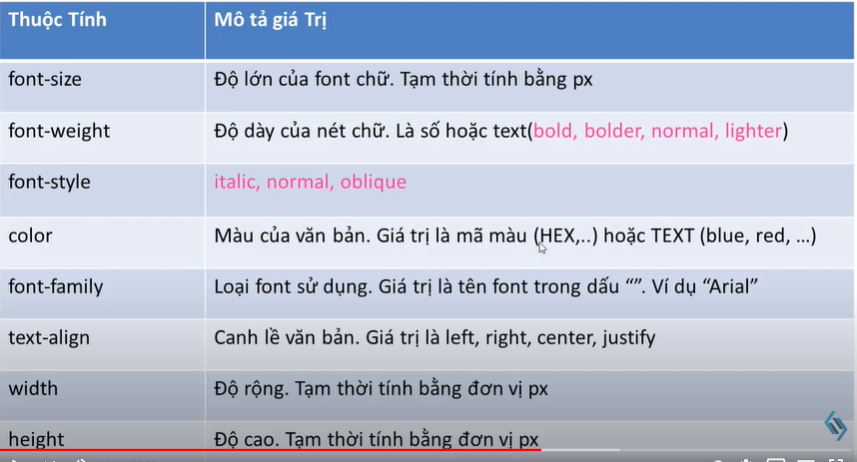 Thuộc Tính Mô tả giá Trị
font-size Độ lớn của font chữ. Tạm thời tính bằng px
font-weight Độ dày của nét chữ. Là số hoặc text(bold, bolder, normal, lighter)
font-style italic, normal, oblique
color Màu của văn bản. Giá trị là mã màu (HEX,..) hoặc TEXT (blue, red, …)
font-family Loại font sử dụng. Giá trị là tên font trong dấu “”. Ví dụ “Arial”
text-align Canh lề văn bản. Giá trị là left, right, center, justify
width Độ rộng. Tạm thời tính bằng đơn vị px
height Độ cao. Tạm thời tính bằng đơn vị px